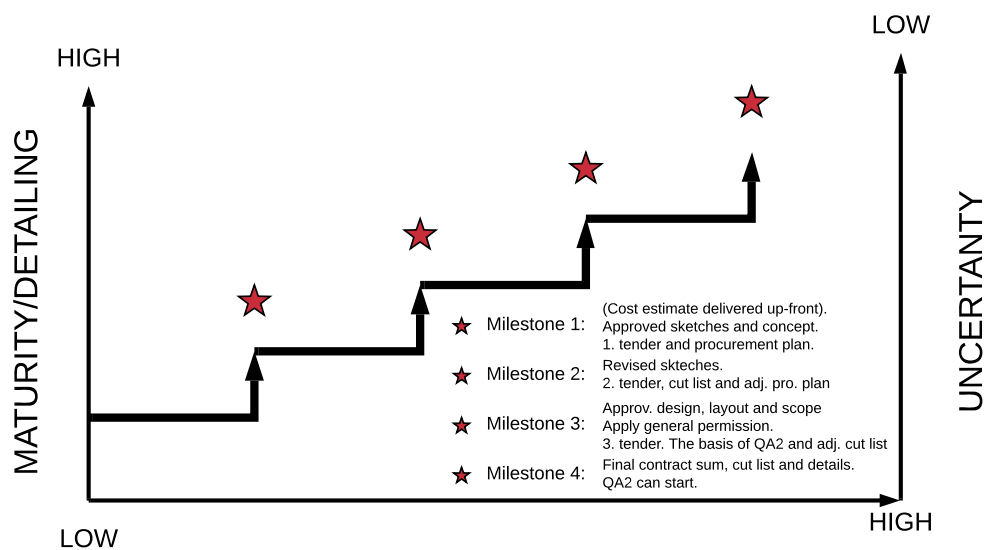 LOW
HIGH
MATURITY/DETAILING
UNCERTANTY
(Cost estimate delivered up-front).
Milestone 1: Approved sketches and concept.
1. tender and procurement plan.
Revised skteches.
Milestone 2:
2. tender, cut list and adj. pro. plan
Approv. design, layout and scope
Milestone 3: Apply general permission.
3. tender. The basis of QA2 and adj. cut list
Final contract sum, cut list and details.
Milestone 4:
QA2 can start.
HIGH
LOW